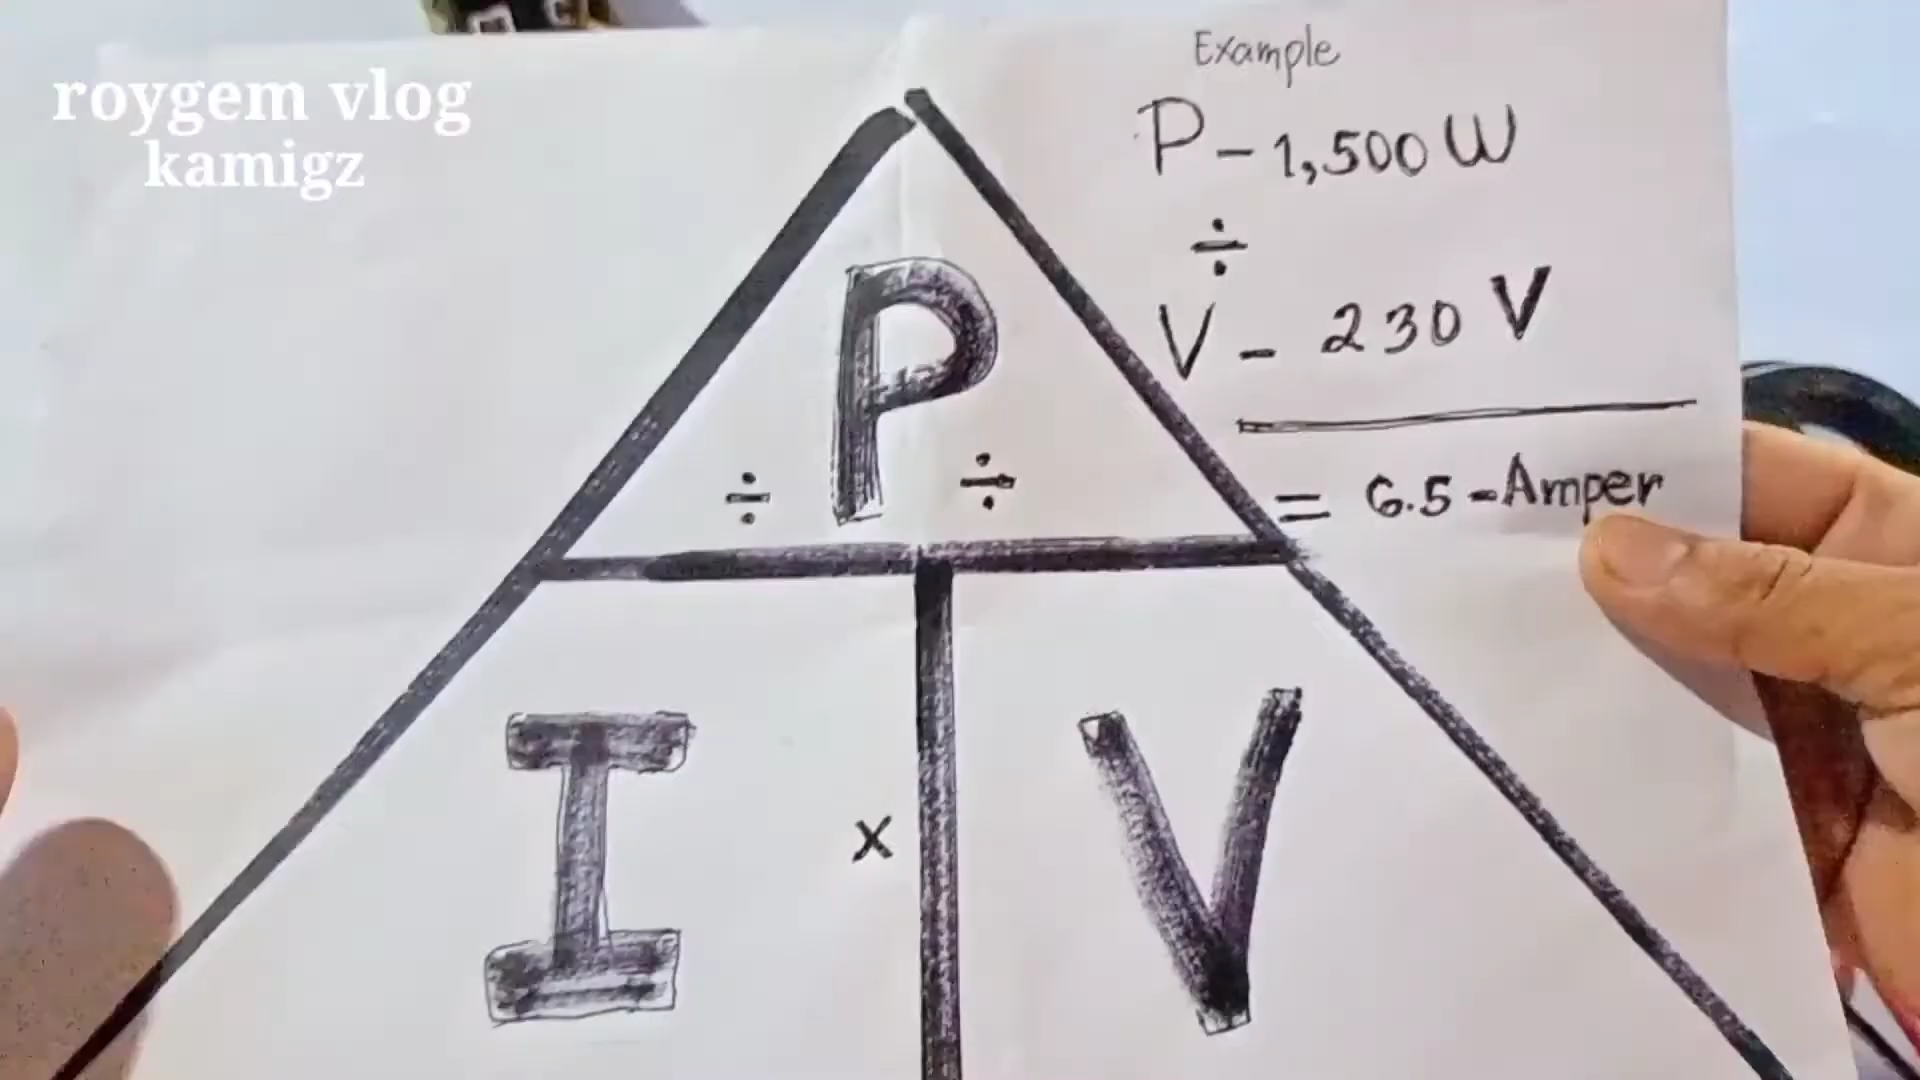 roygem vlog
kamigz
Example
P - 1,500 W
÷
V - 230 V
= 6.5 - Amper
P
÷ ÷
I x V